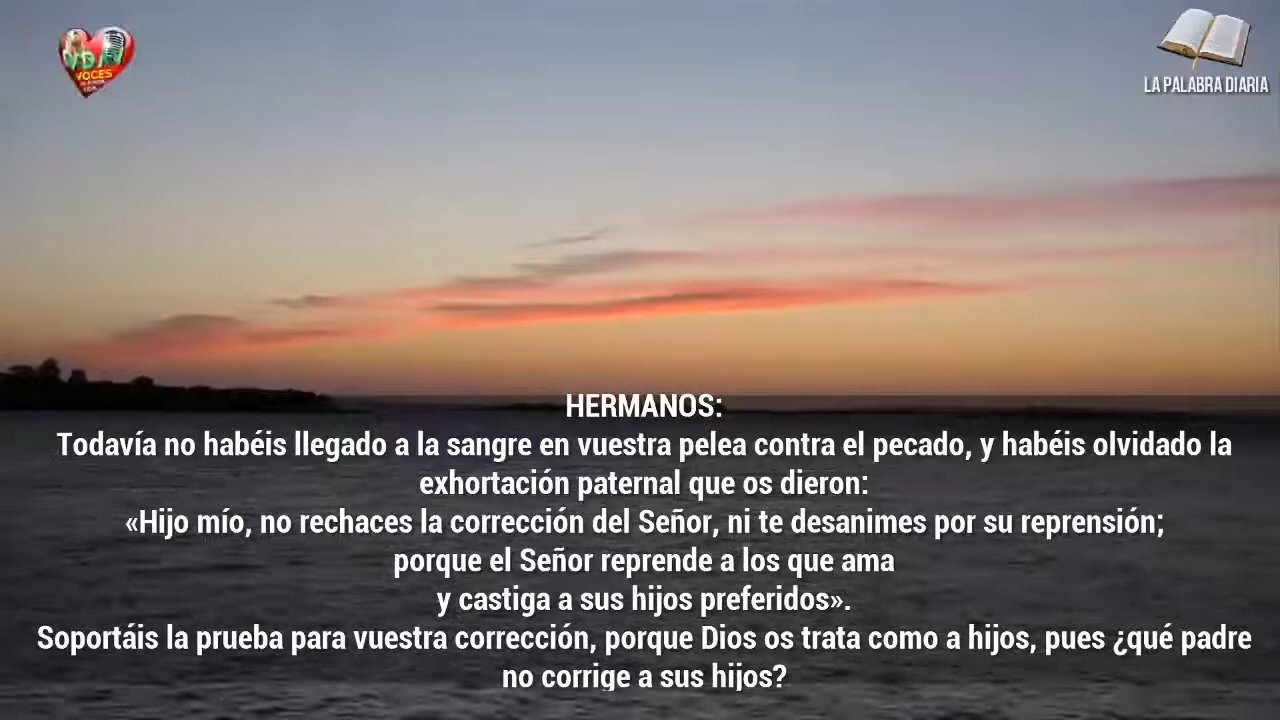 VDAV
VOCES
LA PALABRA DIARIA
HERMANOS:
Todavía no habéis llegado a la sangre en vuestra pelea contra el pecado, y habéis olvidado la
exhortación paternal que os dieron:
«Hijo mío, no rechaces la corrección del Señor, ni te desanimes por su reprensión;
porque el Señor reprende a los que ama
y castiga a sus hijos preferidos».
Soportáis la prueba para vuestra corrección, porque Dios os trata como a hijos, pues ¿qué padre
no corrige a sus hijos?